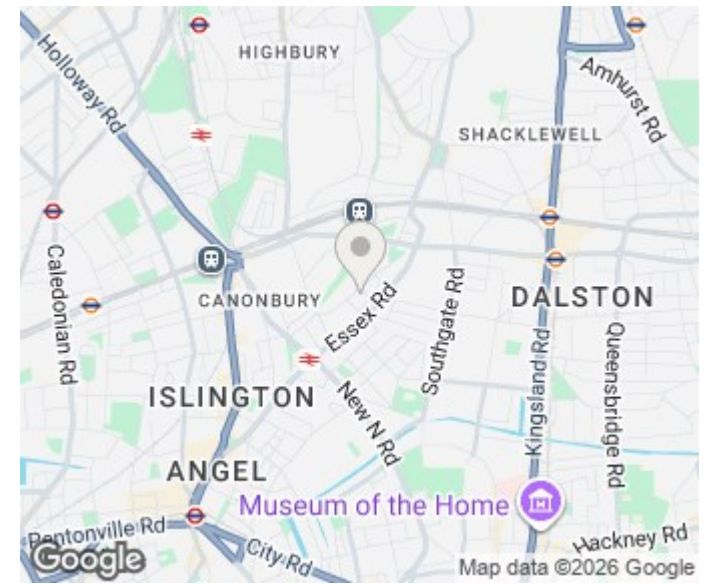 HIGHBURY
Holloway Rd
Amhurst Rd
SHACKLEWELL
Caledonian Rd
CANONBURY
Essex Rd
Southgate Rd
DALSTON
Kingsland Rd
Queensbridge Rd
ISLINGTON
New N Rd
ANGEL
Museum of the Home
Pentonville Rd
City Rd
Hackney Rd
Google
Map data ©2026 Google